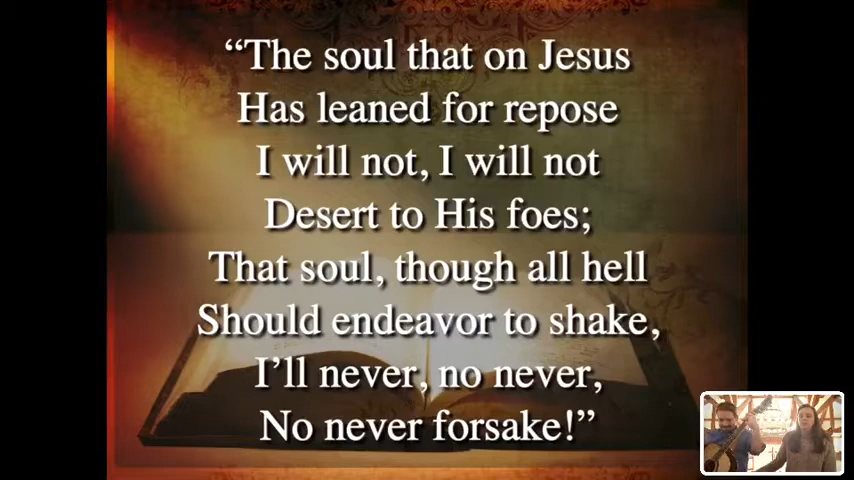 “The soul that on Jesus
Has leaned for repose
I will not, I will not
Desert to His foes;
That soul, though all hell
Should endeavor to shake,
I’ll never, no never,
No never forsake!”